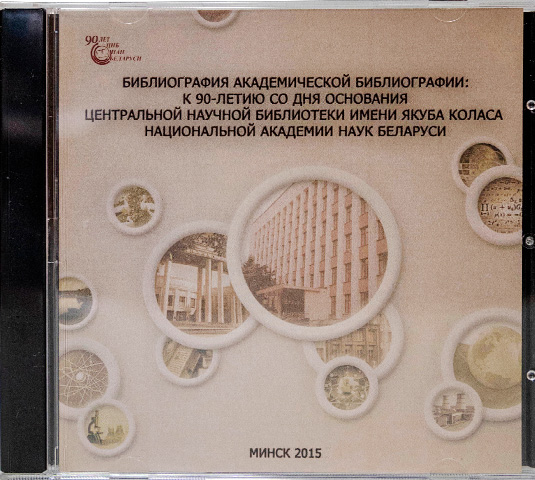 90 ЛЕТ
ЦНБ
НАН
БЕЛАРУСИ
БИБЛИОГРАФИЯ АКАДЕМИЧЕСКОЙ БИБЛИОГРАФИИ:
К 90-ЛЕТИЮ СО ДНЯ ОСНОВАНИЯ
ЦЕНТРАЛЬНОЙ НАУЧНОЙ БИБЛИОТЕКИ ИМЕНИ ЯКУБА КОЛАСА
НАЦИОНАЛЬНОЙ АКАДЕМИИ НАУК БЕЛАРУСИ
МИНСК 2015